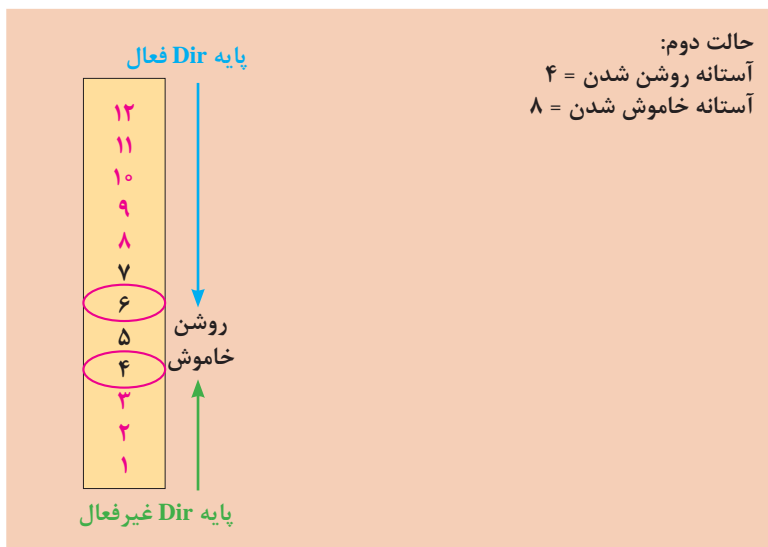 حالت دوم:
آستانه روشن شدن = ۴
آستانه خاموش شدن = ۸
پایه Dir فعال
۱۲
۱۱
۱۰
۹
۸
۷
۶
۵
۴
۳
۲
۱
روشن
خاموش
پایه Dir غیرفعال